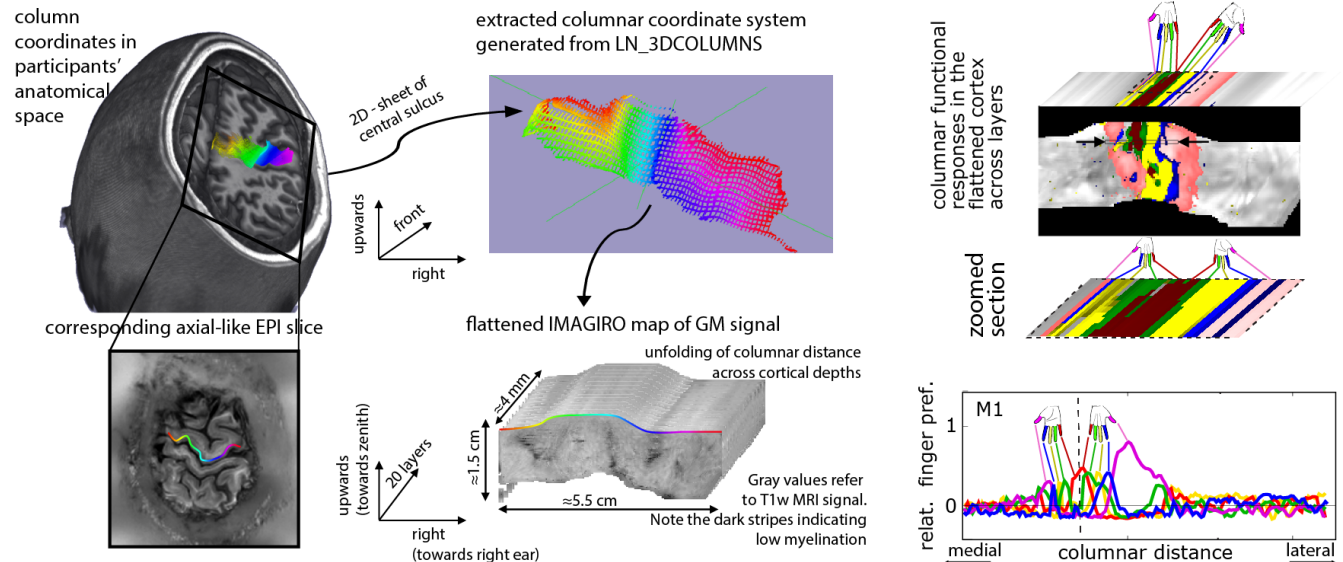 column
coordinates in
participants’
anatomical
space
2D - sheet of
central sulcus
extracted columnar coordinate system
generated from LN_3DCOLUMNS
upwards
front
right
corresponding axial-like EPI slice
flattened IMAGIRO map of GM signal
unfolding of columnar distance
across cortical depths
≈4 mm
≈1.5 cm
≈5.5 cm
upwards
(towards zenith)
20 layers
right
(towards right ear)
Gray values refer
to T1w MRI signal.
Note the dark stripes indicating
low myelination
columnar functional
responses in the
flattened cortex
across layers
zoomed
section
M1
relat. finger pref.
1
0
medial
columnar distance
lateral